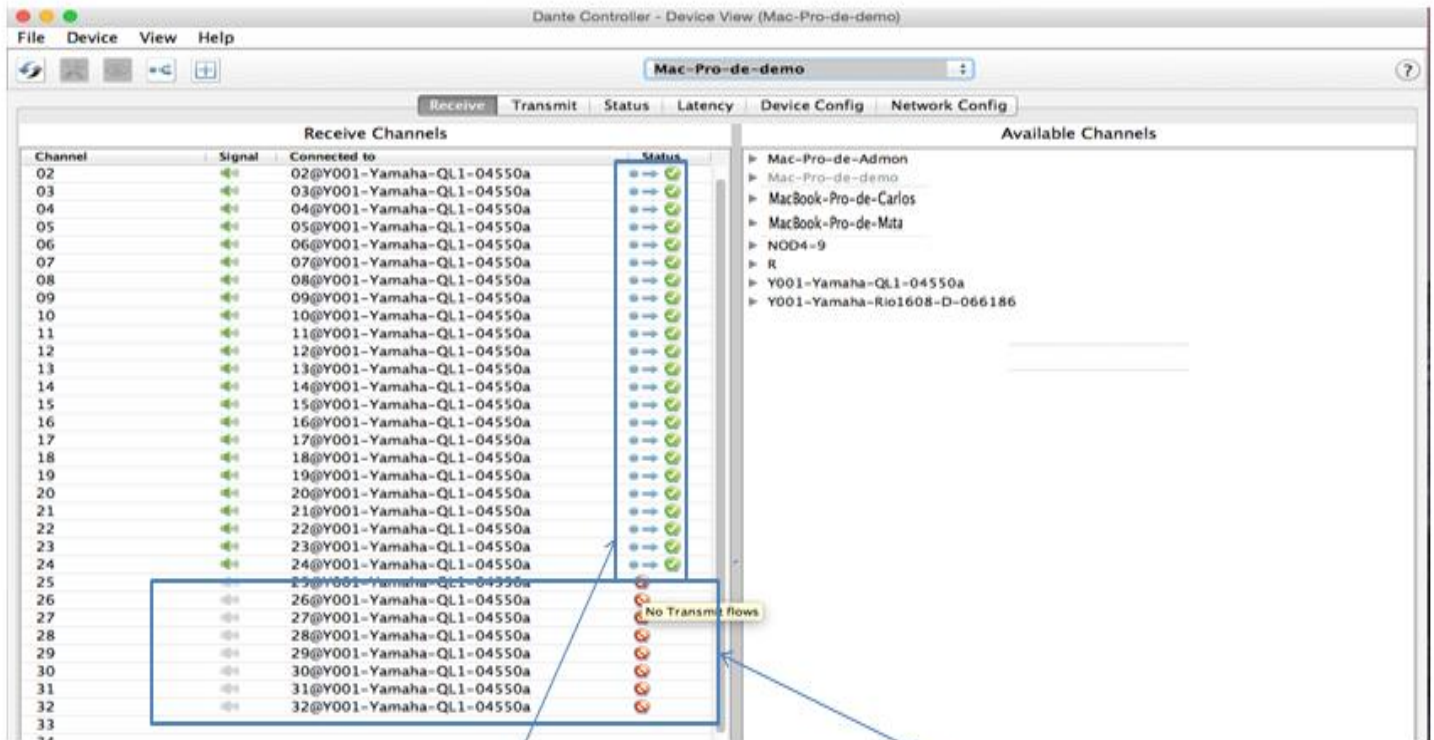 Dante Controller - Device View (Mac-Pro-de-demo)
File Device View Help
Mac-Pro-de-demo
?
Receive Transmit Status Latency Device Config Network Config
Receive Channels
Available Channels
Channel Signal Connected to Status
02 02@Y001-Yamaha-QL1-04550a
03 03@Y001-Yamaha-QL1-04550a
04 04@Y001-Yamaha-QL1-04550a
05 05@Y001-Yamaha-QL1-04550a
06 06@Y001-Yamaha-QL1-04550a
07 07@Y001-Yamaha-QL1-04550a
08 08@Y001-Yamaha-QL1-04550a
09 09@Y001-Yamaha-QL1-04550a
10 10@Y001-Yamaha-QL1-04550a
11 11@Y001-Yamaha-QL1-04550a
12 12@Y001-Yamaha-QL1-04550a
13 13@Y001-Yamaha-QL1-04550a
14 14@Y001-Yamaha-QL1-04550a
15 15@Y001-Yamaha-QL1-04550a
16 16@Y001-Yamaha-QL1-04550a
17 17@Y001-Yamaha-QL1-04550a
18 18@Y001-Yamaha-QL1-04550a
19 19@Y001-Yamaha-QL1-04550a
20 20@Y001-Yamaha-QL1-04550a
21 21@Y001-Yamaha-QL1-04550a
22 22@Y001-Yamaha-QL1-04550a
23 23@Y001-Yamaha-QL1-04550a
24 24@Y001-Yamaha-QL1-04550a
25 25@Y001-Yamaha-QL1-04550a
26 26@Y001-Yamaha-QL1-04550a
27 27@Y001-Yamaha-QL1-04550a
28 28@Y001-Yamaha-QL1-04550a
29 29@Y001-Yamaha-QL1-04550a
30 30@Y001-Yamaha-QL1-04550a
31 31@Y001-Yamaha-QL1-04550a
32 32@Y001-Yamaha-QL1-04550a
33
No Transmit flows
Mac-Pro-de-Admon
Mac-Pro-de-demo
MacBook-Pro-de-Carlos
MacBook-Pro-de-Mata
NOD4-9
R
Y001-Yamaha-QL1-04550a
Y001-Yamaha-Rio1608-D-066186